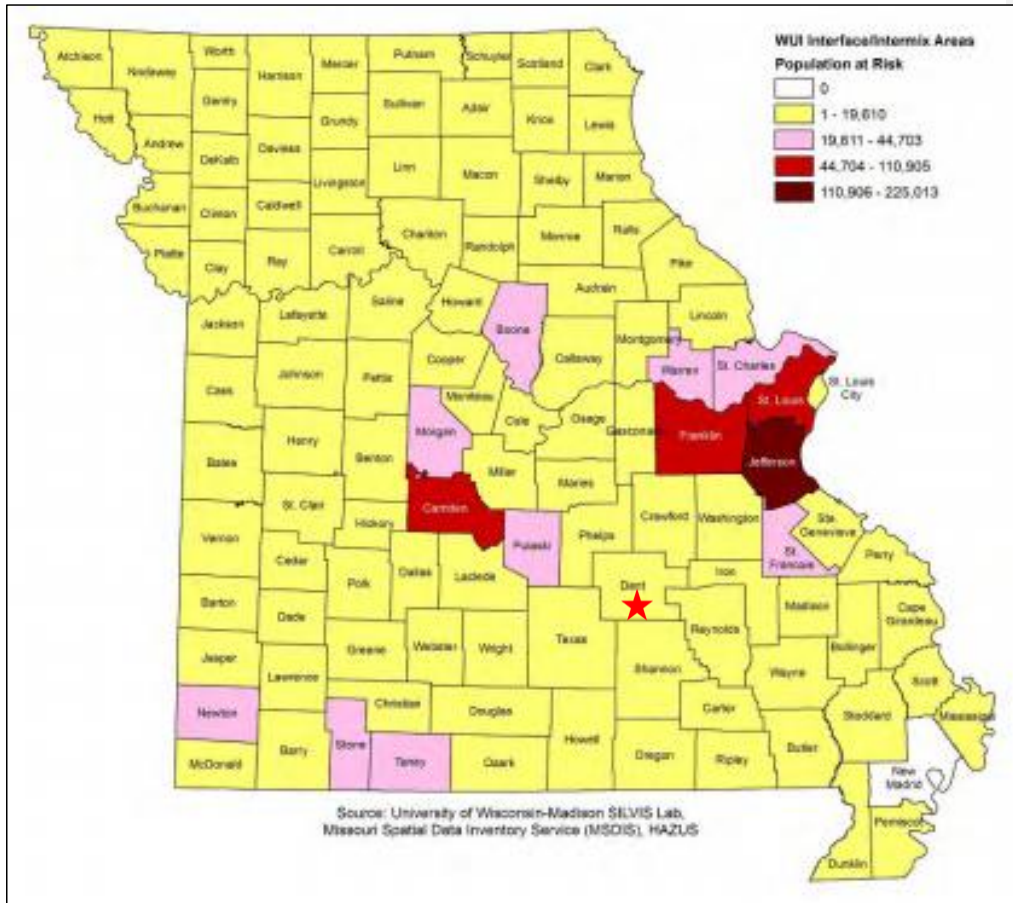 WUI Interface/Intermix Areas
Population at Risk
0
1 - 19,610
19,611 - 44,703
44,704 - 110,905
110,906 - 225,013
Atchison
Nodaway
Worth
Harrison
Mercer
Putnam
Schuyler
Scotland
Clark
Holt
Gentry
Sullivan
Adair
Knox
Lewis
Andrew
Grundy
DeKalb
Daviess
Linn
Macon
Shelby
Marion
Livingston
Buchanan
Clinton
Caldwell
Chariton
Randolph
Monroe
Ralls
Platte
Clay
Ray
Carroll
Pike
Saline
Howard
Audrain
Jackson
Lafayette
Boone
Montgomery
Lincoln
Callaway
Cooper
Warren
St. Charles
Cass
Johnson
Pettis
St. Louis
City
Moniteau
St. Louis
Cole
Osage
Morgan
Gasconade
Franklin
Henry
Bates
Benton
Miller
Jefferson
Maries
St. Clair
Camden
Crawford
Washington
Hickory
Phelps
Ste.
Genevieve
Vernon
Pulaski
St.
Francois
Cedar
Perry
Polk
Dallas
Laclede
Iron
Dent
Barton
Dade
Madison
Cape
Girardeau
Reynolds
Texas
Greene
Webster
Wright
Bollinger
Jasper
Shannon
Wayne
Lawrence
Scott
Christian
Carter
Newton
Douglas
Stoddard
Mississippi
Howell
Stone
Barry
Oregon
Ripley
Butler
McDonald
Taney
Ozark
New
Madrid
Pemiscot
Dunklin
Source: University of Wisconsin-Madison SILVIS Lab,
Missouri Spatial Data Inventory Service (MSDIS), HAZUS